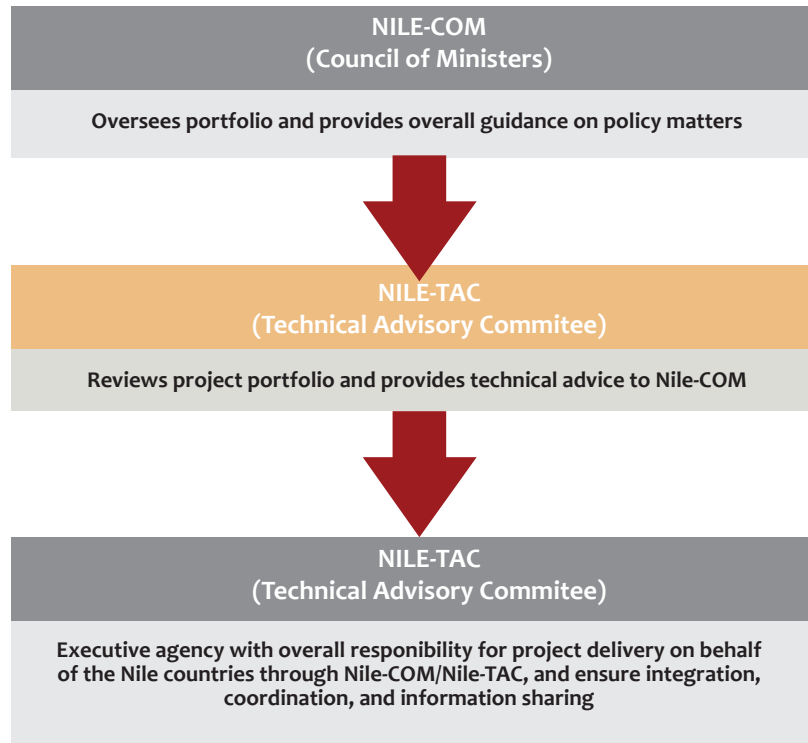 NILE-COM
(Council of Ministers)
Oversees portfolio and provides overall guidance on policy matters
NILE-TAC
(Technical Advisory Commitee)
Reviews project portfolio and provides technical advice to Nile-COM
NILE-TAC
(Technical Advisory Commitee)
Executive agency with overall responibility for project delivery on behalf
of the Nile countries through Nile-COM/Nile-TAC, and ensure integration,
coordination, and information sharing